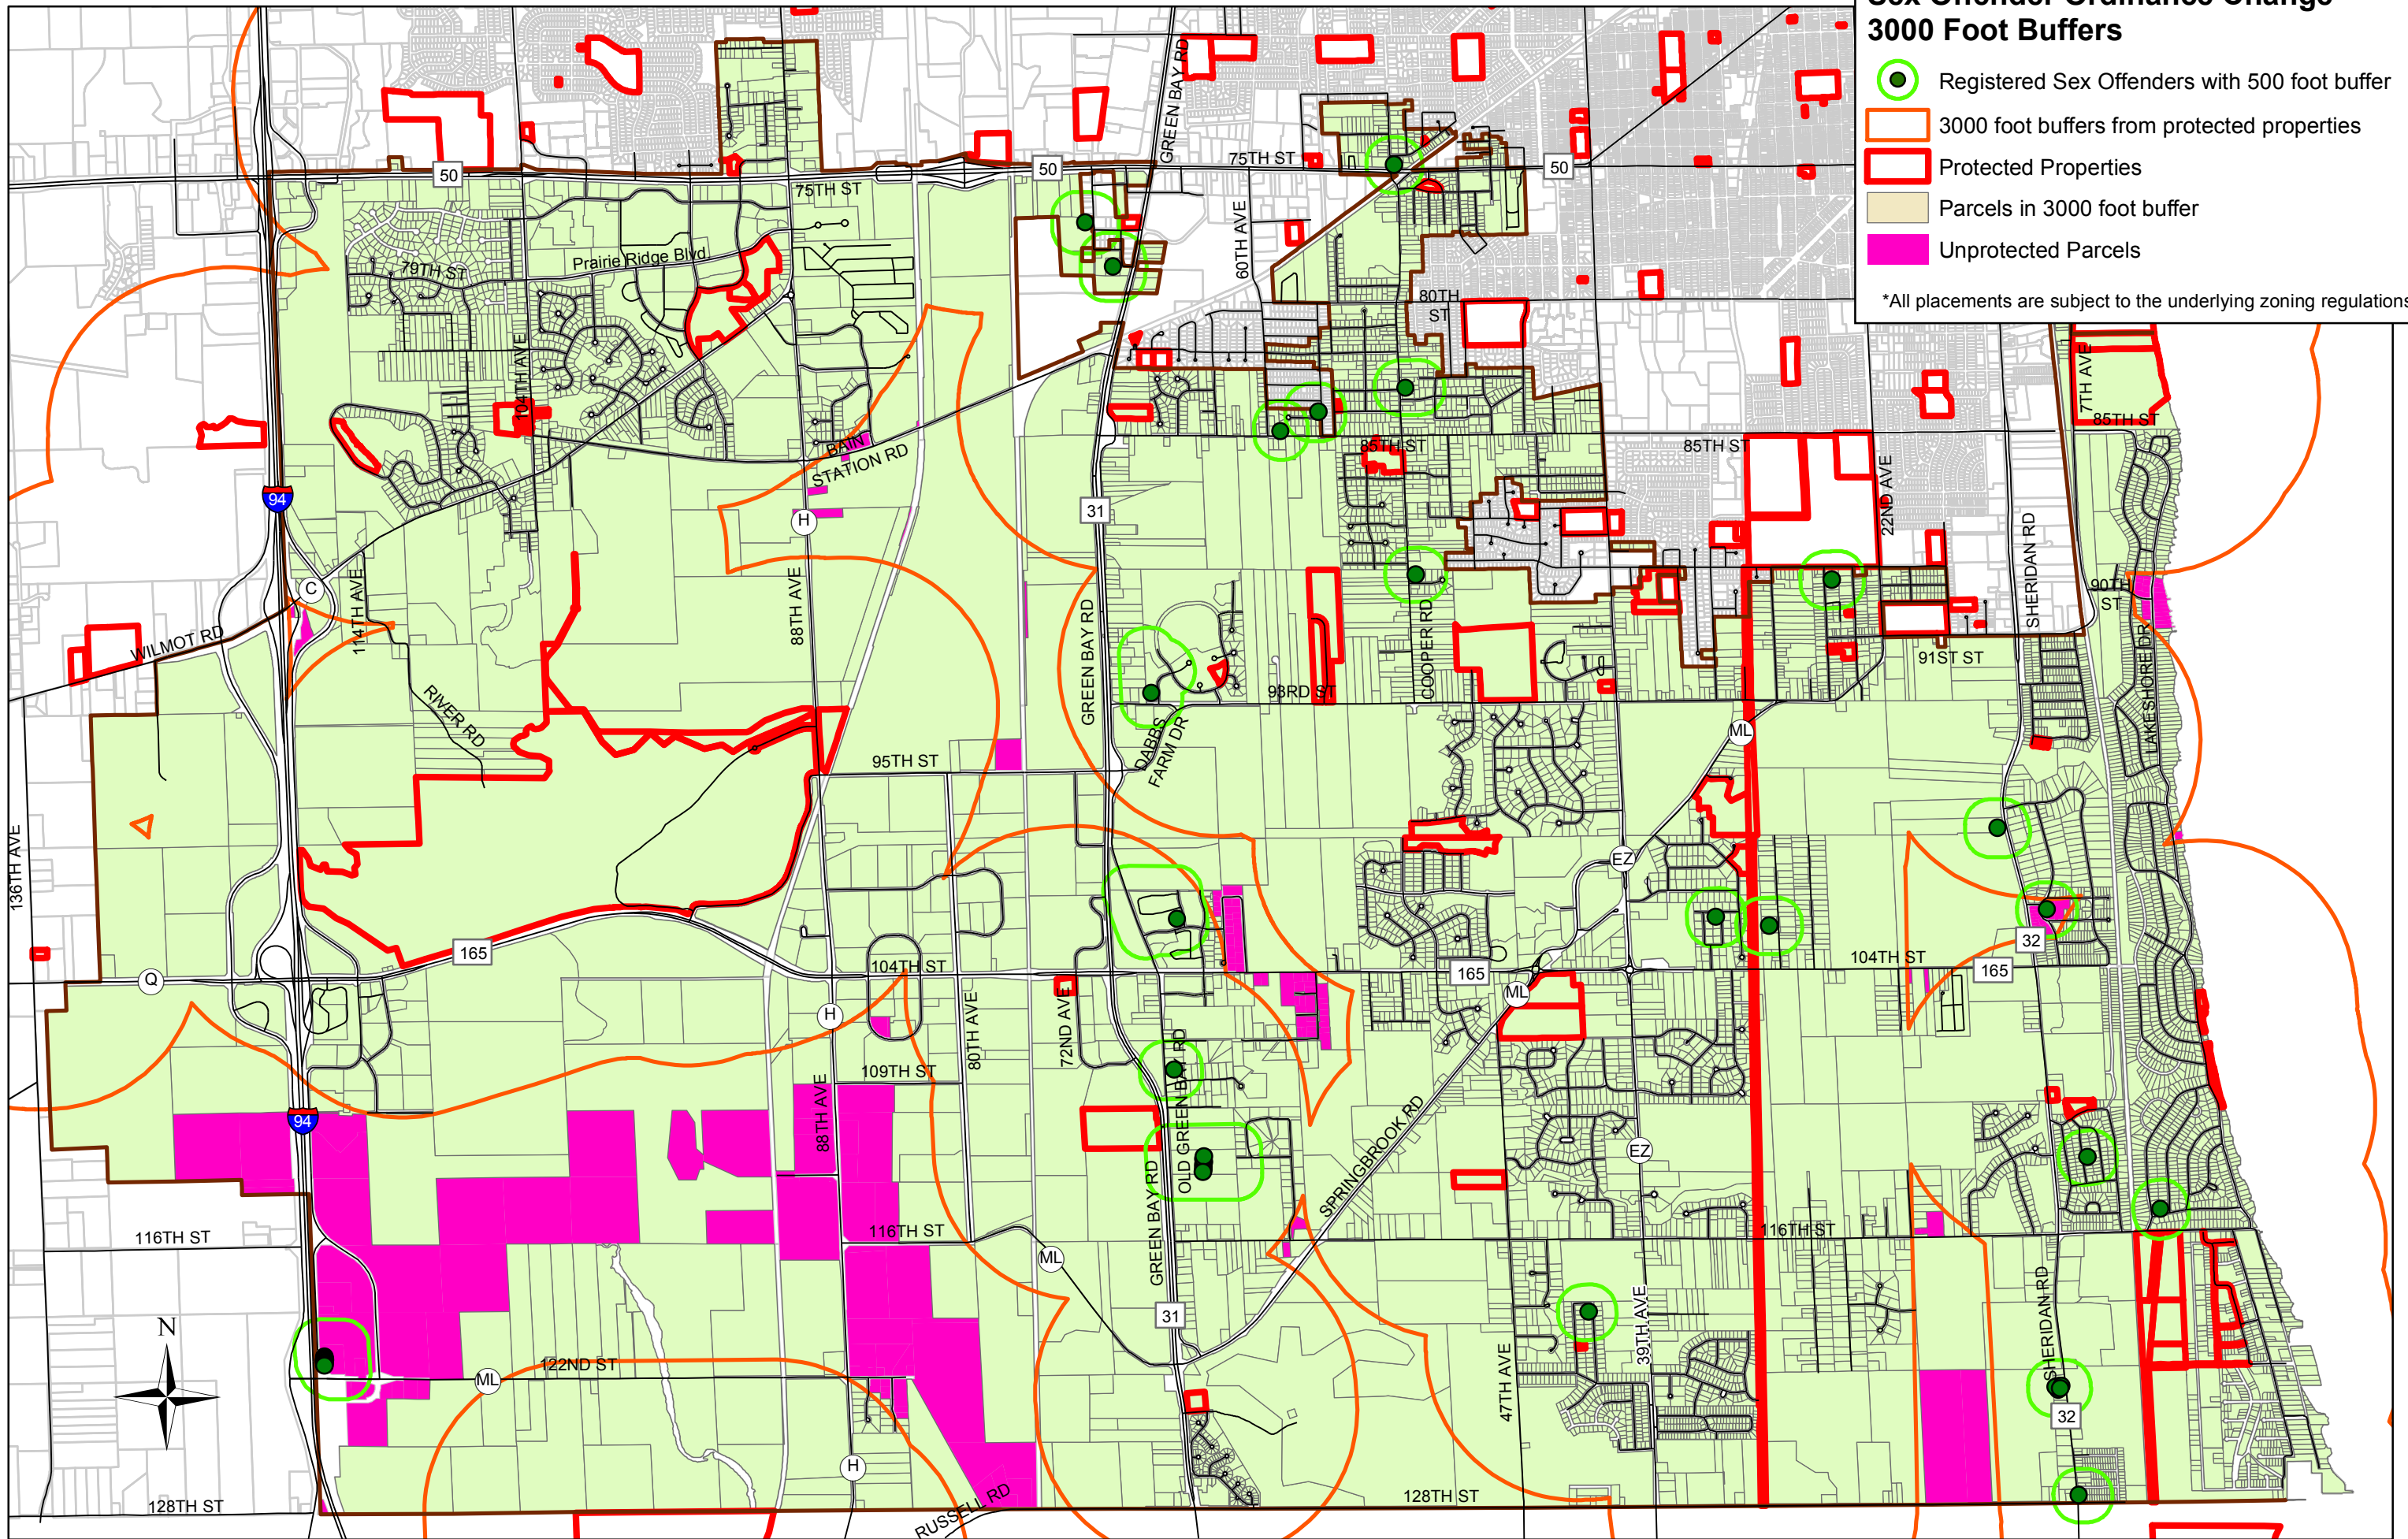 Sex Offender Ordinance Change
3000 Foot Buffers
Registered Sex Offenders with 500 foot buffer
3000 foot buffers from protected properties
Protected Properties
Parcels in 3000 foot buffer
Unprotected Parcels
*All placements are subject to the underlying zoning regulations
GREEN BAY RD
50
75TH ST
50
75TH ST
50
60TH AVE
79TH ST
Prairie Ridge Blvd.
104TH AVE
80TH
ST
7TH AVE
85TH ST
BAIN
STATION RD
85TH ST
85TH ST
22ND AVE
94
H
31
SHERIDAN RD
C
114TH AVE
88TH AVE
GREEN BAY RD
COOPER RD
90TH
ST
WILMOT RD
RIVER RD
93RD ST
91ST ST
LAKESHORE DR
DABBS
FARM DR
ML
95TH ST
136TH AVE
EZ
165
Q
104TH ST
165
104TH ST
165
32
ML
H
80TH AVE
72ND AVE
OLD GREEN BAY RD
109TH ST
94
88TH AVE
SPRINGBROOK RD
EZ
GREEN BAY RD
116TH ST
116TH ST
116TH ST
ML
N
31
47TH AVE
39TH AVE
SHERIDAN RD
122ND ST
ML
32
H
128TH ST
RUSSELL RD
128TH ST